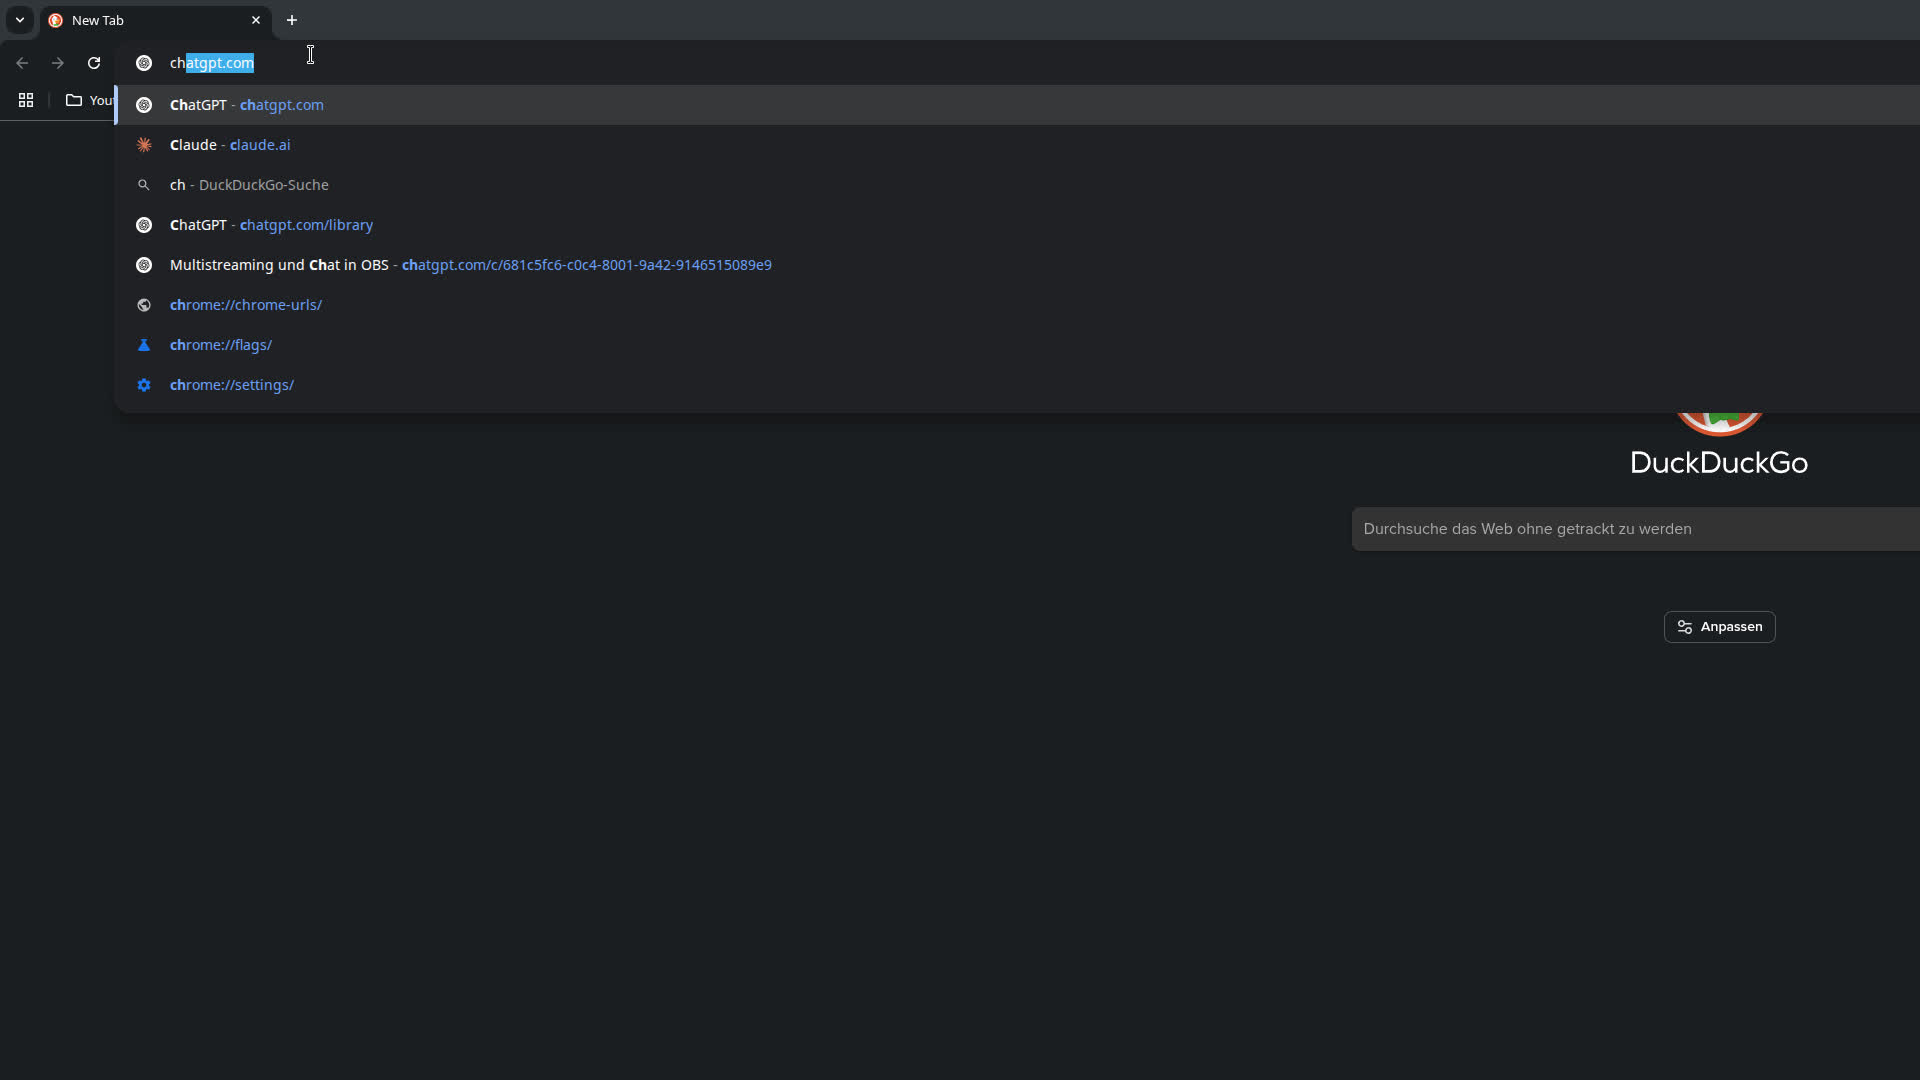 New Tab
chatgpt.com
ChatGPT - chatgpt.com
Claude - claude.ai
ch - DuckDuckGo-Suche
ChatGPT - chatgpt.com/library
Multistreaming und Chat in OBS - chatgpt.com/c/681c5fc6-c0c4-8001-9a42-9146515089e9
chrome://chrome-urls/
chrome://flags/
chrome://settings/
DuckDuckGo
Durchsuche das Web ohne getrackt zu werden
Anpassen